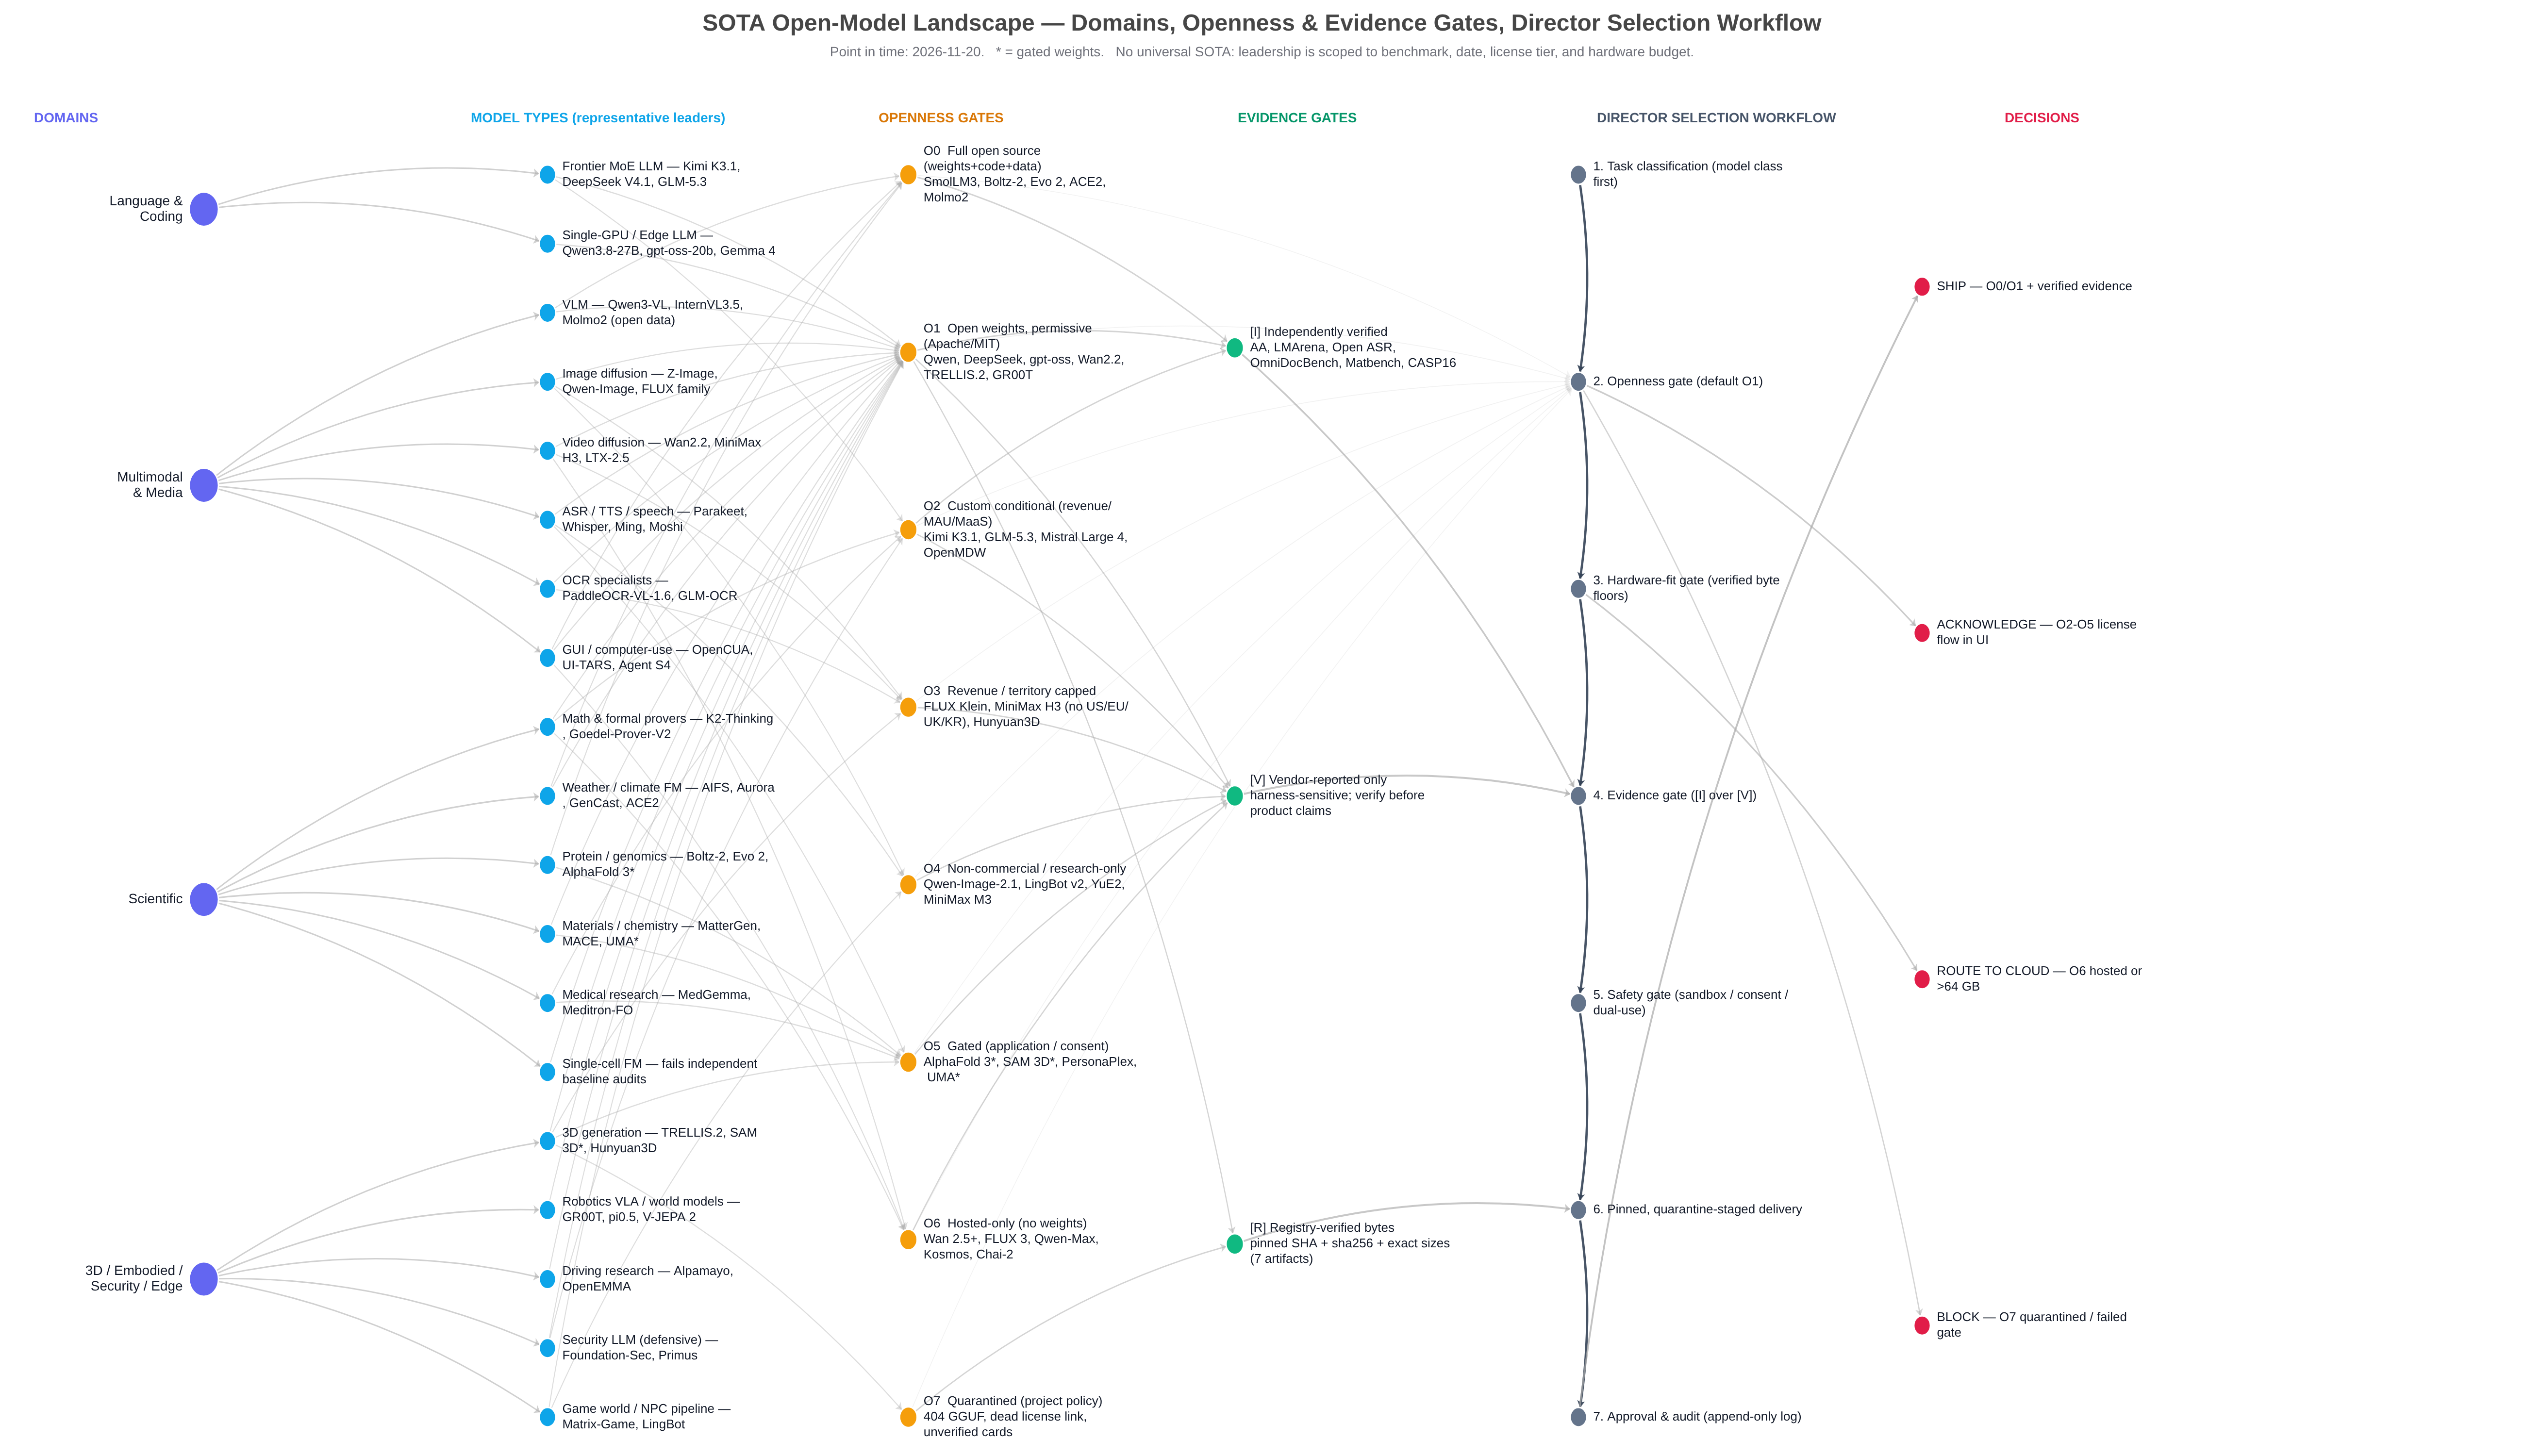 SOTA Open-Model Landscape — Domains, Openness & Evidence Gates, Director Selection Workflow
Point in time: 2026-11-20.   * = gated weights.   No universal SOTA: leadership is scoped to benchmark, date, license tier, and hardware budget.
DOMAINS
Language &
Coding
Multimodal
& Media
Scientific
3D / Embodied /
Security / Edge
MODEL TYPES (representative leaders)
Frontier MoE LLM — Kimi K3.1,
DeepSeek V4.1, GLM-5.3
Single-GPU / Edge LLM —
Qwen3.8-27B, gpt-oss-20b, Gemma 4
VLM — Qwen3-VL, InternVL3.5,
Molmo2 (open data)
Image diffusion — Z-Image,
Qwen-Image, FLUX family
Video diffusion — Wan2.2, MiniMax
H3, LTX-2.5
ASR / TTS / speech — Parakeet,
Whisper, Ming, Moshi
OCR specialists —
PaddleOCR-VL-1.6, GLM-OCR
GUI / computer-use — OpenCUA,
UI-TARS, Agent S4
Math & formal provers — K2-Thinking
, Goedel-Prover-V2
Weather / climate FM — AIFS, Aurora
, GenCast, ACE2
Protein / genomics — Boltz-2, Evo 2,
AlphaFold 3*
Materials / chemistry — MatterGen,
MACE, UMA*
Medical research — MedGemma,
Meditron-FO
Single-cell FM — fails independent
baseline audits
3D generation — TRELLIS.2, SAM
3D*, Hunyuan3D
Robotics VLA / world models —
GR00T, pi0.5, V-JEPA 2
Driving research — Alpamayo,
OpenEMMA
Security LLM (defensive) —
Foundation-Sec, Primus
Game world / NPC pipeline —
Matrix-Game, LingBot
OPENNESS GATES
O0  Full open source
(weights+code+data)
SmolLM3, Boltz-2, Evo 2, ACE2,
Molmo2
O1  Open weights, permissive
(Apache/MIT)
Qwen, DeepSeek, gpt-oss, Wan2.2,
TRELLIS.2, GR00T
O2  Custom conditional (revenue/
MAU/MaaS)
Kimi K3.1, GLM-5.3, Mistral Large 4,
OpenMDW
O3  Revenue / territory capped
FLUX Klein, MiniMax H3 (no US/EU/
UK/KR), Hunyuan3D
O4  Non-commercial / research-only
Qwen-Image-2.1, LingBot v2, YuE2,
MiniMax M3
O5  Gated (application / consent)
AlphaFold 3*, SAM 3D*, PersonaPlex,
UMA*
O6  Hosted-only (no weights)
Wan 2.5+, FLUX 3, Qwen-Max,
Kosmos, Chai-2
O7  Quarantined (project policy)
404 GGUF, dead license link,
unverified cards
EVIDENCE GATES
[I] Independently verified
AA, LMArena, Open ASR,
OmniDocBench, Matbench, CASP16
[V] Vendor-reported only
harness-sensitive; verify before
product claims
[R] Registry-verified bytes
pinned SHA + sha256 + exact sizes
(7 artifacts)
DIRECTOR SELECTION WORKFLOW
1. Task classification (model class
first)
2. Openness gate (default O1)
3. Hardware-fit gate (verified byte
floors)
4. Evidence gate ([I] over [V])
5. Safety gate (sandbox / consent /
dual-use)
6. Pinned, quarantine-staged delivery
7. Approval & audit (append-only log)
DECISIONS
SHIP — O0/O1 + verified evidence
ACKNOWLEDGE — O2-O5 license
flow in UI
ROUTE TO CLOUD — O6 hosted or
>64 GB
BLOCK — O7 quarantined / failed
gate